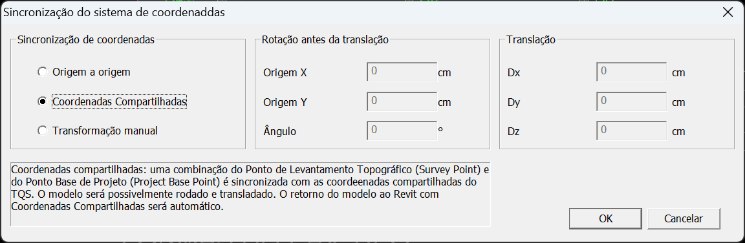 Sincronização do sistema de coordenaddas
Sincronização de coordenadas
Origem a origem
Coordenadas Compartilhadas
Transformação manual
Rotação antes da translação
Origem X 0 cm
Origem Y 0 cm
Ângulo 0 º
Translação
Dx 0 cm
Dy 0 cm
Dz 0 cm
Coordenadas compartilhadas: uma combinação do Ponto de Levantamento Topográfico (Survey Point) e
do Ponto Base de Projeto (Project Base Point) é sincronizada com as coordeenadas compartilhadas do
TQS. O modelo será possivelmente rodado e transladado. O retorno do modelo ao Revit com
Coordenadas Compartilhadas será automático.
OK
Cancelar